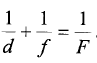 1/d + 1/f = 1/F.